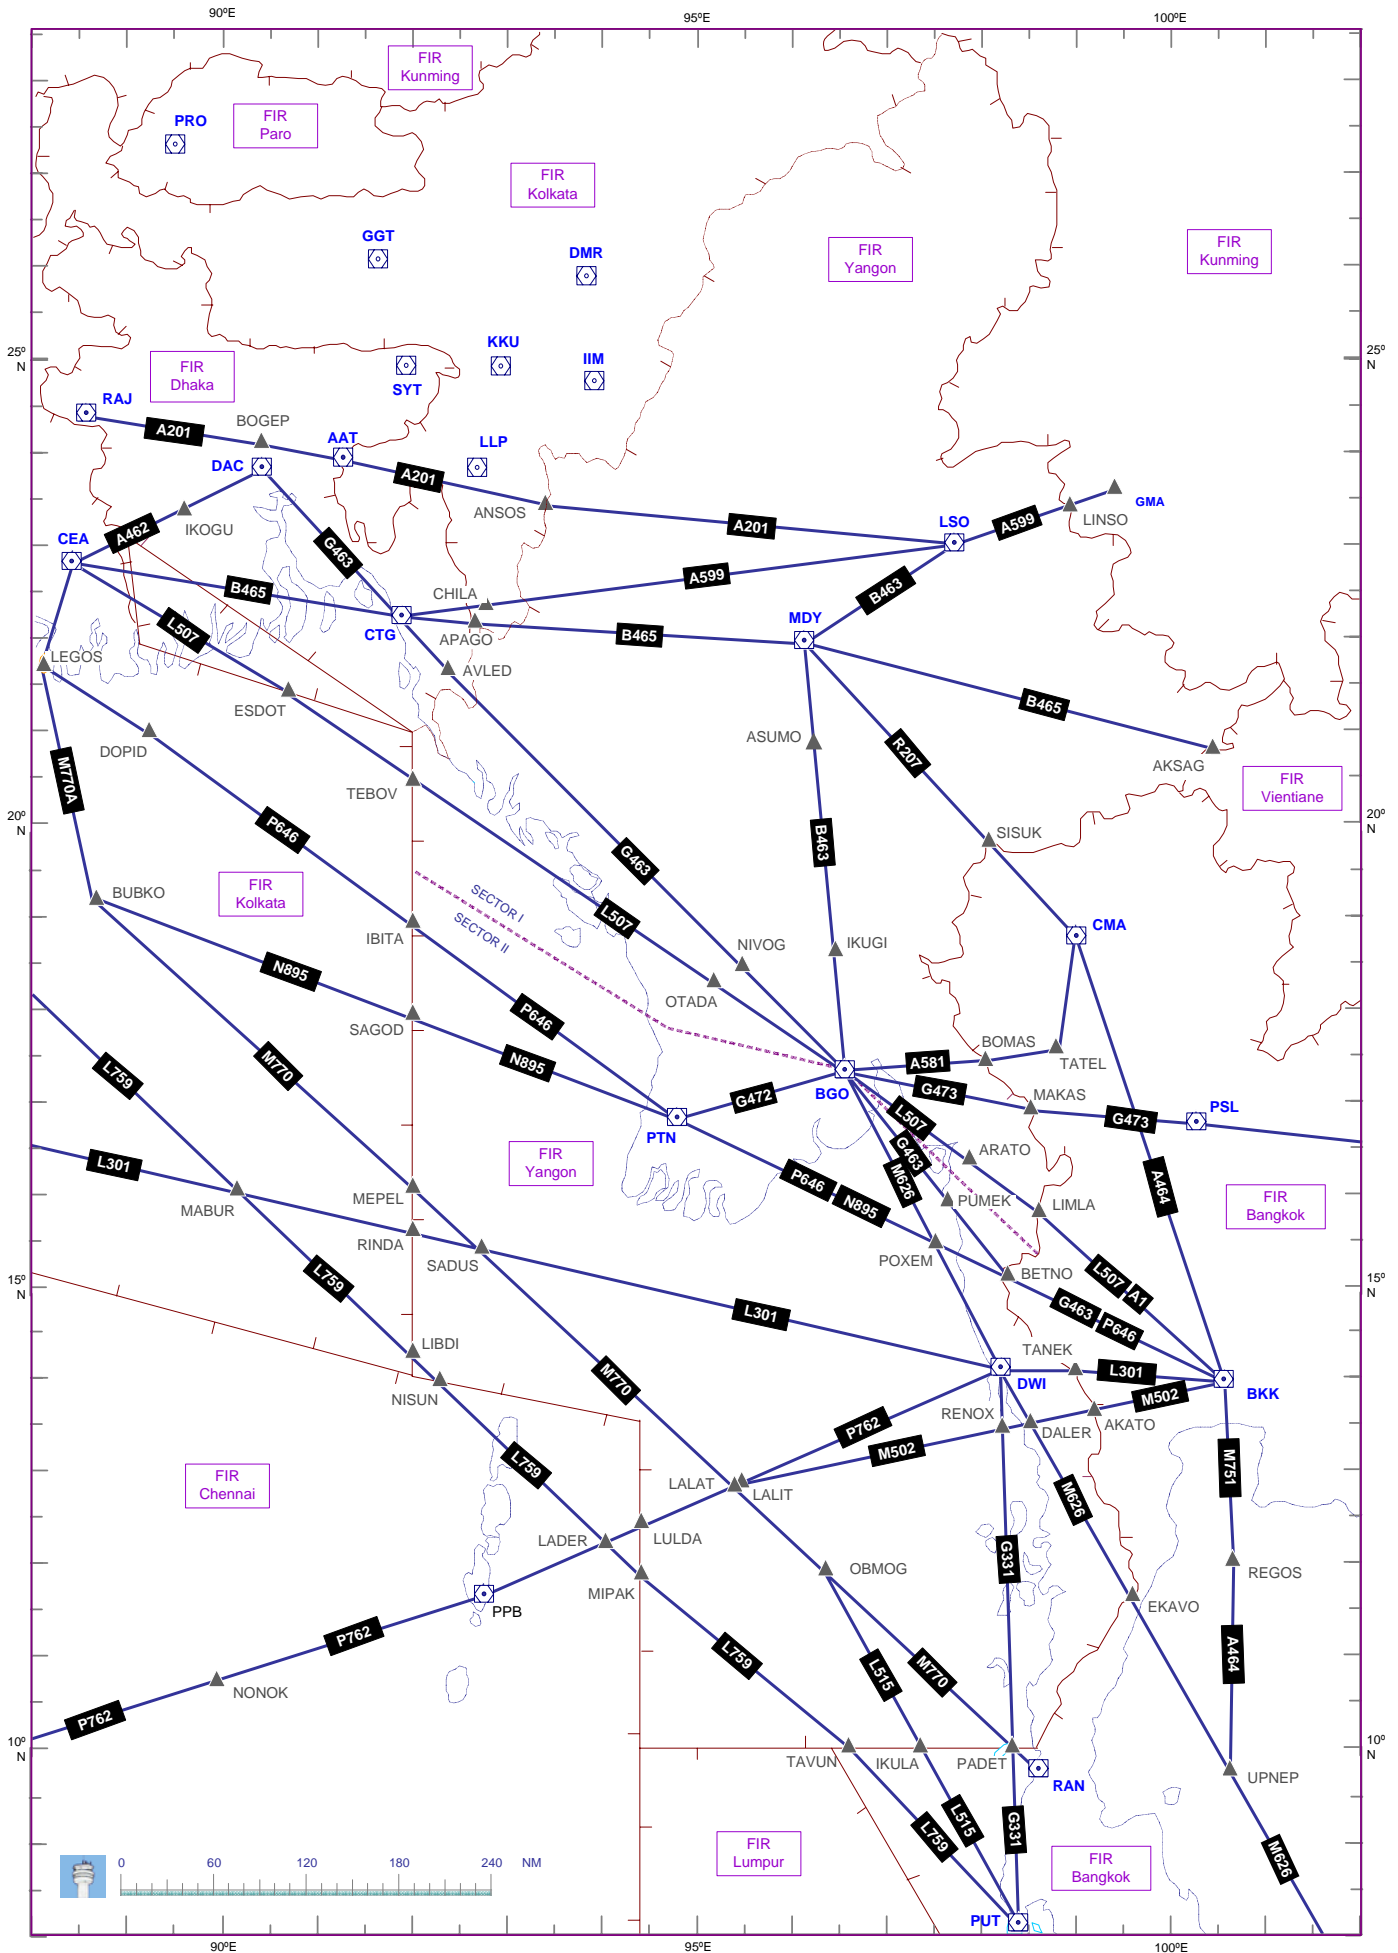 90ºE
95ºE
100ºE
FIR
Kunming
PRO
FIR
Paro
FIR
Kolkata
GGT
DMR
FIR
Yangon
FIR
Kunming
25º
N
25º
N
FIR
Dhaka
SYT
KKU
IIM
RAJ
A201
BOGEP
AAT
LLP
DAC
A201
ANSOS
A201
LSO
A599
LINSO
GMA
IKOGU
A462
CEA
G463
B465
CHILA
A599
B463
MDY
CTG
APAGO
B465
L507
LEGOS
AVLED
ESDOT
DOPID
ASUMO
R207
B465
AKSAG
M770A
TEBOV
FIR
Vientiane
20º
N
20º
N
P646
G463
B463
SISUK
BUBKO
FIR
Kolkata
SECTOR I
SECTOR II
L507
CMA
IBITA
NIVOG
IKUGI
N895
OTADA
SAGOD
P646
BOMAS
TATEL
A581
L759
M770
N895
BGO
G472
G473
MAKAS
G473
PSL
L507
PTN
ARATO
G463
M626
FIR
Yangon
L301
P646
N895
A464
MEPEL
MABUR
PUMEK
LIMLA
FIR
Bangkok
RINDA
SADUS
POXEM
BETNO
L507
A1
15º
N
15º
N
L759
L301
G463
P646
LIBDI
TANEK
L301
NISUN
DWI
BKK
M770
M502
RENOX
DALER
AKATO
P762
M502
L759
FIR
Chennai
LALAT
LALIT
M751
M626
LADER
LULDA
G331
OBMOG
REGOS
MIPAK
PPB
EKAVO
P762
L759
L515
M770
A464
NONOK
P762
10º
N
10º
N
TAVUN
IKULA
PADET
RAN
UPNEP
L759
L515
G331
FIR
Lumpur
FIR
Bangkok
M626
0
60
120
180
240
NM
PUT
90ºE
95ºE
100ºE